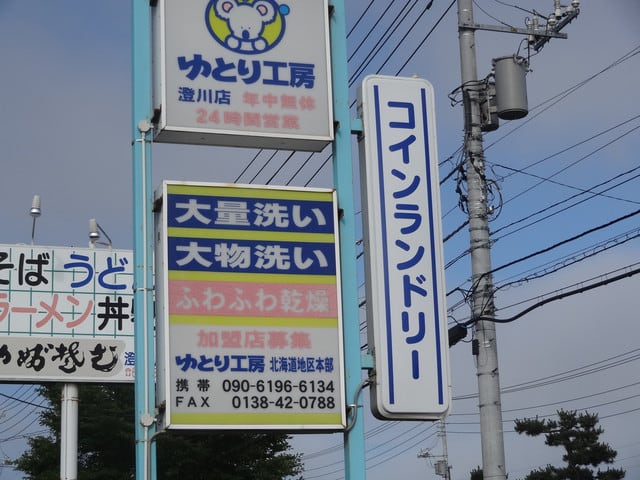 ゆとり工房
澄川店 年中無休
24時間営業
大量洗い
大物洗い
ふわふわ乾燥
加盟店募集
ゆとり工房 北海道地区本部
携帯 090-6196-6134
FAX 0138-42-0788
コインランドリー
そば うど
ラーメン 丼